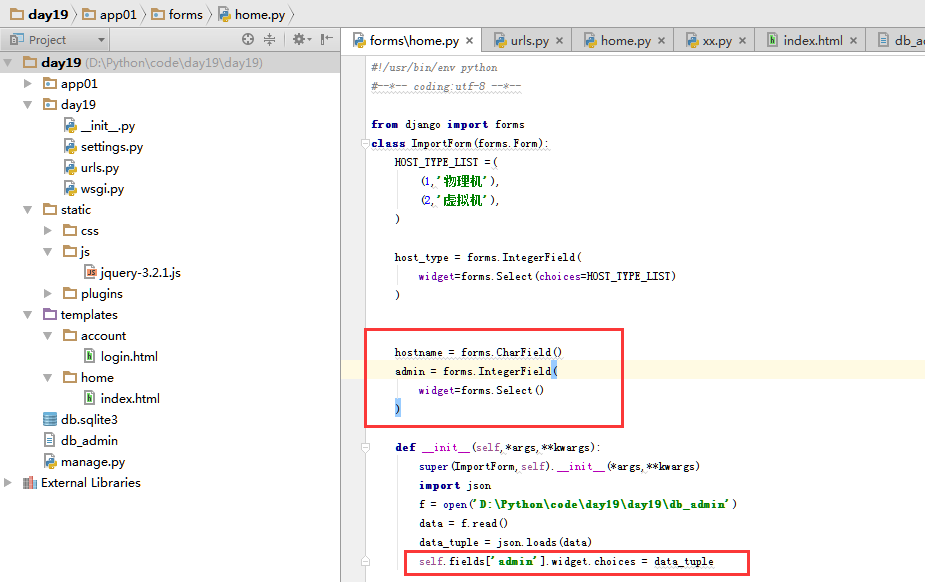 day19 app01 forms home.py
Project
forms\home.py urls.py home.py xx.py index.html db_a
day19 (D:\Python\code\day19\day19)
app01
day19
__init__.py
settings.py
urls.py
wsgi.py
static
css
js
jquery-3.2.1.js
plugins
templates
account
login.html
home
index.html
db.sqlite3
db_admin
manage.py
External Libraries
#!/usr/bin/env python
#--*-- coding:utf-8 --*--
from django import forms
class ImportForm(forms.Form):
HOST_TYPE_LIST =(
(1,'物理机'),
(2,'虚拟机'),
)
host_type = forms.IntegerField(
widget=forms.Select(choices=HOST_TYPE_LIST)
)
hostname = forms.CharField()
admin = forms.IntegerField(
widget=forms.Select()
)
def __init__(self,*args,**kwargs):
super(ImportForm,self).__init__(*args,**kwargs)
import json
f = open('D:\Python\code\day19\day19\db_admin')
data = f.read()
data_tuple = json.loads(data)
self.fields['admin'].widget.choices = data_tuple